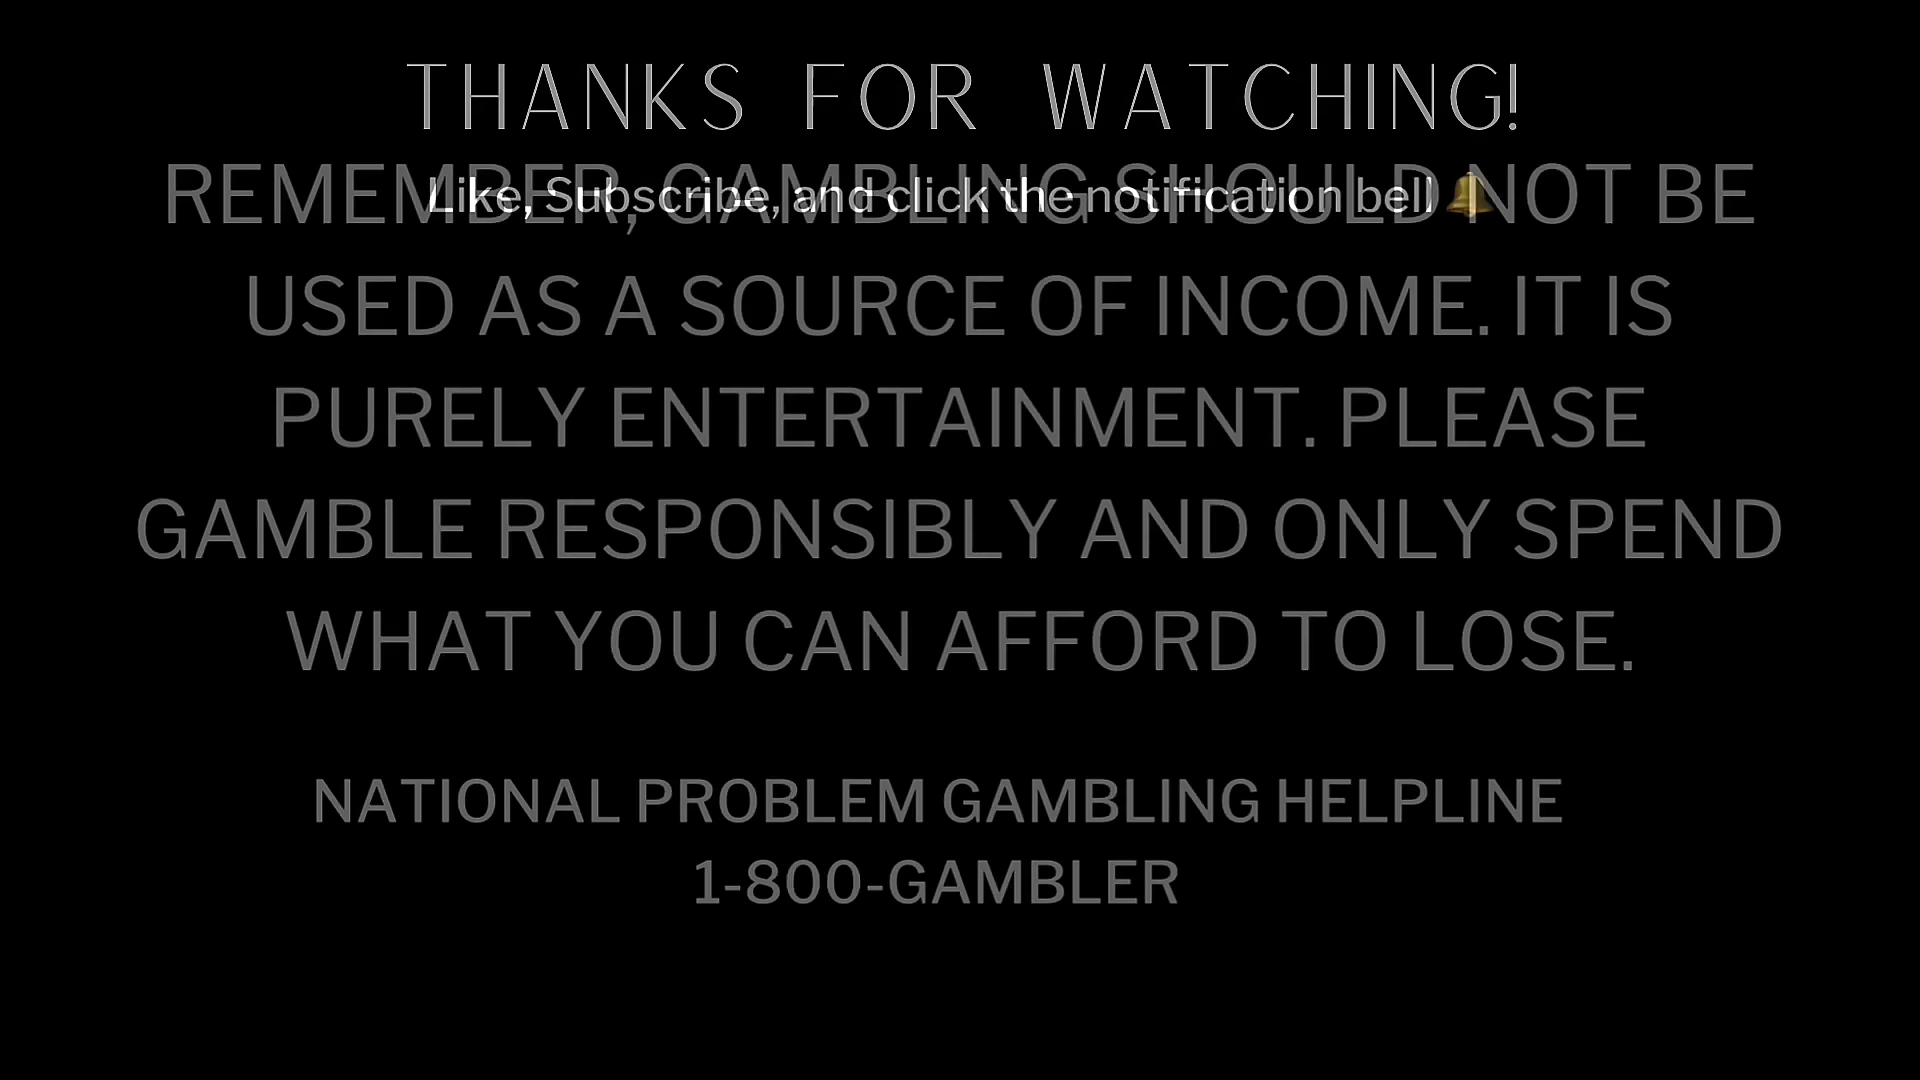 THANKS FOR WATCHING!
REMEMBER, GAMBLING SHOULD NOT BE
Like, Subscribe, and click the notification bell 🔔
USED AS A SOURCE OF INCOME. IT IS
PURELY ENTERTAINMENT. PLEASE
GAMBLE RESPONSIBLY AND ONLY SPEND
WHAT YOU CAN AFFORD TO LOSE.
NATIONAL PROBLEM GAMBLING HELPLINE
1-800-GAMBLER